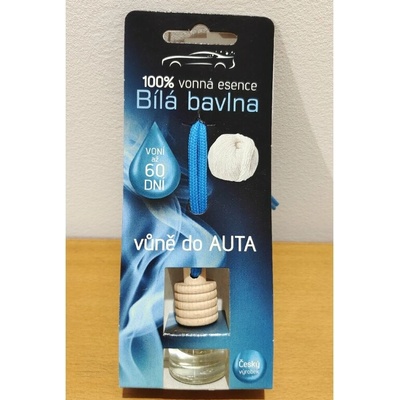 100% vonná esence
Bílá bavlna
VONÍ
až
60
DNÍ
vůně do AUTA
Český
výrobek